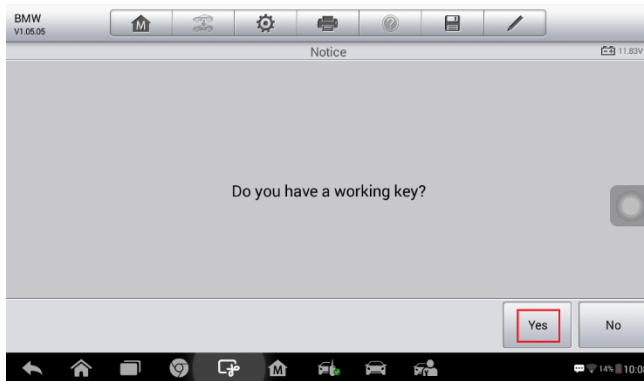 BMW
V1.05.05
Notice
11.83V
Do you have a working key?
Yes
No
14%